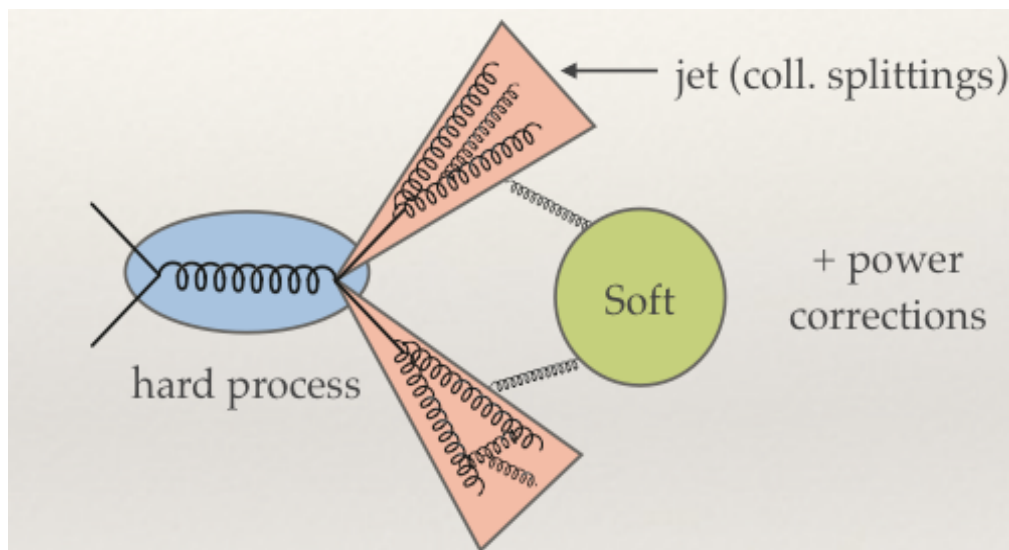 jet (coll. splittings)
Soft
+ power
corrections
hard process